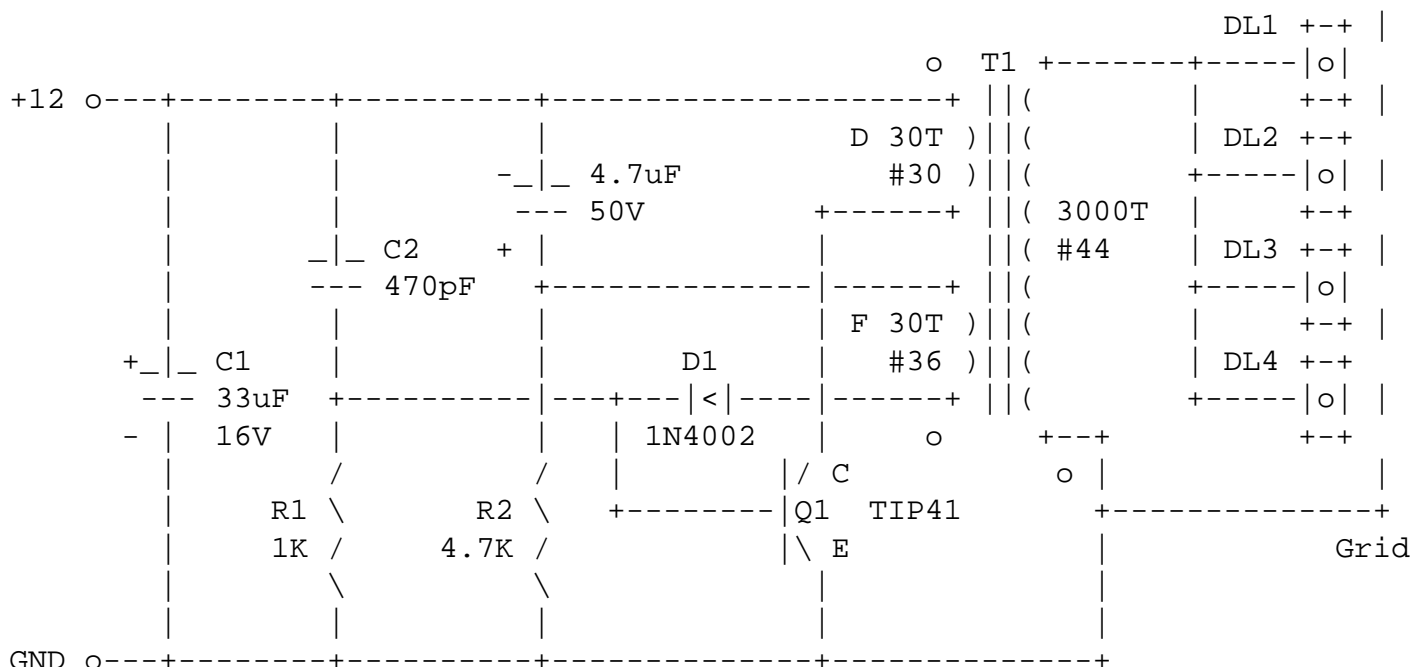 DL1 +-+ |
o T1 +-------+-----|o|
+12 o---+--------+----------+---------------------+ ||( | +-+ |
| | | D 30T )||( | DL2 +-+
| | -_|_ 4.7uF #30 )||( +-----|o| |
| | --- 50V +------+ ||( 3000T | +-+
| _|_ C2 + | | ||( #44 | DL3 +-+ |
| --- 470pF +--------------|------+ ||( +-----|o|
| | | | F 30T )||( | +-+ |
+_|_ C1 | | D1 | #36 )||( | DL4 +-+
--- 33uF +----------|---+---|<|----|------+ ||( +-----|o| |
- | 16V | | | 1N4002 | o +--+ +-+
| / / | |/ C o | |
| R1 \ R2 \ +--------|Q1 TIP41 +--------------+
| 1K / 4.7K / |\ E | Grid
| \ \ | |
| | | | |
GND o---+--------+----------+--------------+--------------+